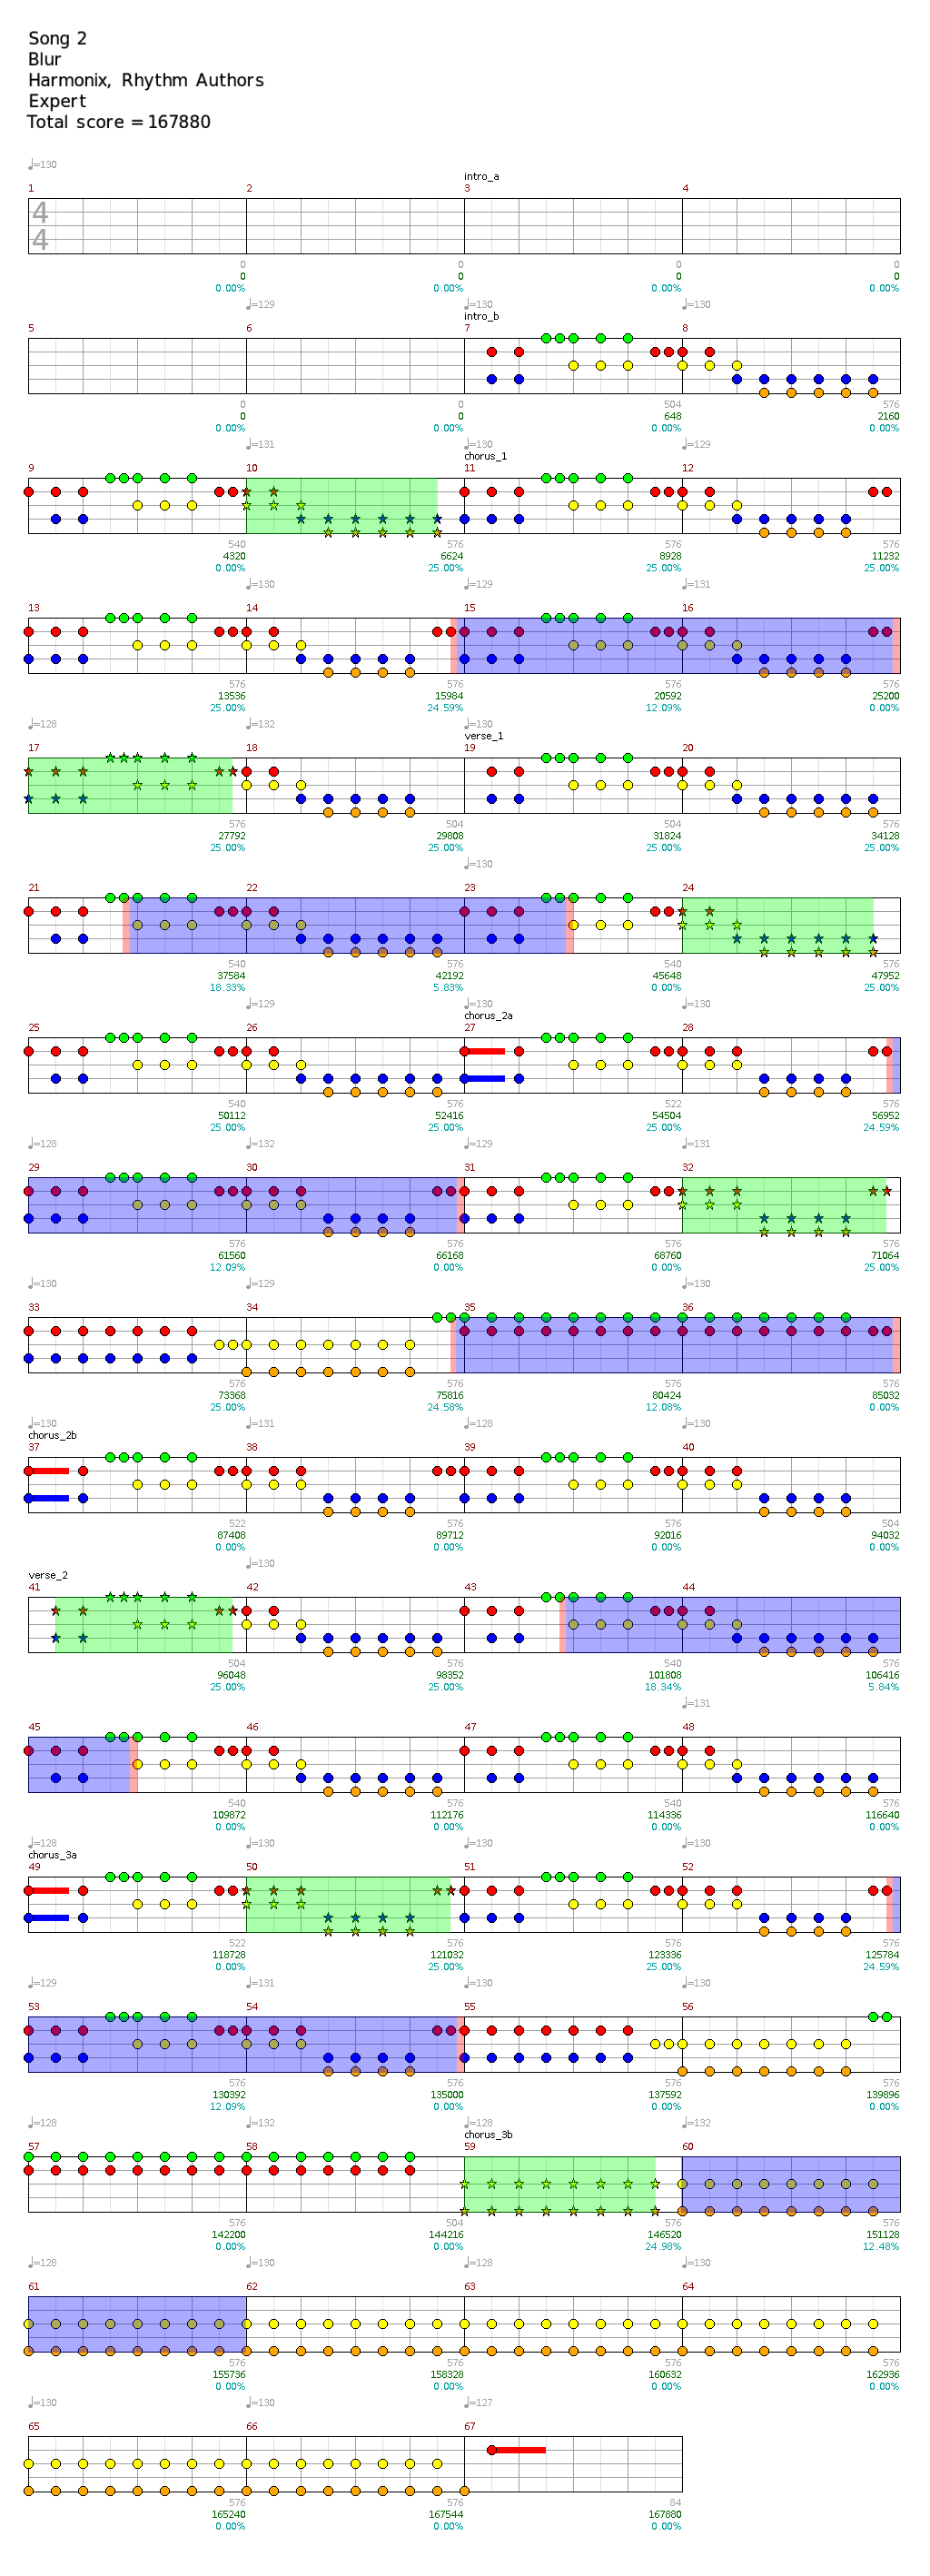 Song 2
Blur
Harmonix, Rhythm Authors
Expert
Total score = 167880
♩=130
intro_a
1 2 3 4
4
4
0 0 0 0
0 0 0 0
0.00% 0.00% 0.00% 0.00%
♩=129 ♩=130 ♩=130
intro_b
5 6 7 8
0 0 504 576
0 0 648 2160
0.00% 0.00% 0.00% 0.00%
♩=131 ♩=130 ♩=129
chorus_1
9 10 11 12
540 576 576 576
4320 6624 8928 11232
0.00% 25.00% 25.00% 25.00%
♩=130 ♩=129 ♩=131
13 14 15 16
576 576 576 576
13536 15984 20592 25200
25.00% 24.59% 12.09% 0.00%
♩=128 ♩=132 ♩=130
verse_1
17 18 19 20
576 504 504 576
27792 29808 31824 34128
25.00% 25.00% 25.00% 25.00%
♩=130
21 22 23 24
540 576 540 576
37584 42192 45648 47952
18.33% 5.83% 0.00% 25.00%
♩=129 ♩=130 ♩=130
chorus_2a
25 26 27 28
540 576 522 576
50112 52416 54504 56952
25.00% 25.00% 25.00% 24.59%
♩=128 ♩=132 ♩=129 ♩=131
29 30 31 32
576 576 576 576
61560 66168 68760 71064
12.09% 0.00% 0.00% 25.00%
♩=130 ♩=129 ♩=130
33 34 35 36
576 576 576 576
73368 75816 80424 85032
25.00% 24.58% 12.08% 0.00%
♩=130 ♩=131 ♩=128 ♩=130
chorus_2b
37 38 39 40
522 576 576 504
87408 89712 92016 94032
0.00% 0.00% 0.00% 0.00%
♩=130
verse_2
41 42 43 44
504 576 540 576
96048 98352 101808 106416
25.00% 25.00% 18.34% 5.84%
♩=131
45 46 47 48
540 576 540 576
109872 112176 114336 116640
0.00% 0.00% 0.00% 0.00%
♩=128 ♩=130 ♩=130 ♩=130
chorus_3a
49 50 51 52
522 576 576 576
118728 121032 123336 125784
0.00% 25.00% 25.00% 24.59%
♩=129 ♩=131 ♩=130 ♩=130
53 54 55 56
576 576 576 576
130392 135000 137592 139896
12.09% 0.00% 0.00% 0.00%
♩=128 ♩=132 ♩=128 ♩=132
chorus_3b
57 58 59 60
576 504 576 576
142200 144216 146520 151128
0.00% 0.00% 24.98% 12.48%
♩=128 ♩=130 ♩=128 ♩=130
61 62 63 64
576 576 576 576
155736 158328 160632 162936
0.00% 0.00% 0.00% 0.00%
♩=130 ♩=130 ♩=127
65 66 67
576 576 84
165240 167544 167880
0.00% 0.00% 0.00%